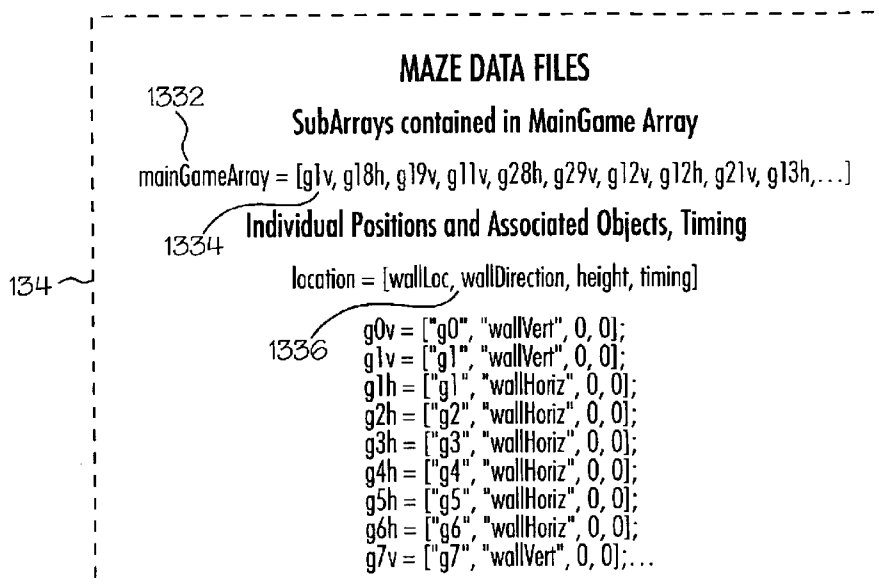 MAZE DATA FILES
1332
SubArrays contained in MainGame Array
mainGameArray = [g1v, g18h, g19v, g11v, g28h, g29v, g12v, g12h, g21v, g13h,...]
1334
Individual Positions and Associated Objects, Timing
134
location = [wallLoc, wallDirection, height, timing]
1336
g0v = ["g0", "wallVert", 0, 0];
g1v = ["g1", "wallVert", 0, 0];
g1h = ["g1", "wallHoriz", 0, 0];
g2h = ["g2", "wallHoriz", 0, 0];
g3h = ["g3", "wallHoriz", 0, 0];
g4h = ["g4", "wallHoriz", 0, 0];
g5h = ["g5", "wallHoriz", 0, 0];
g6h = ["g6", "wallHoriz", 0, 0];
g7v = ["g7", "wallVert", 0, 0];...